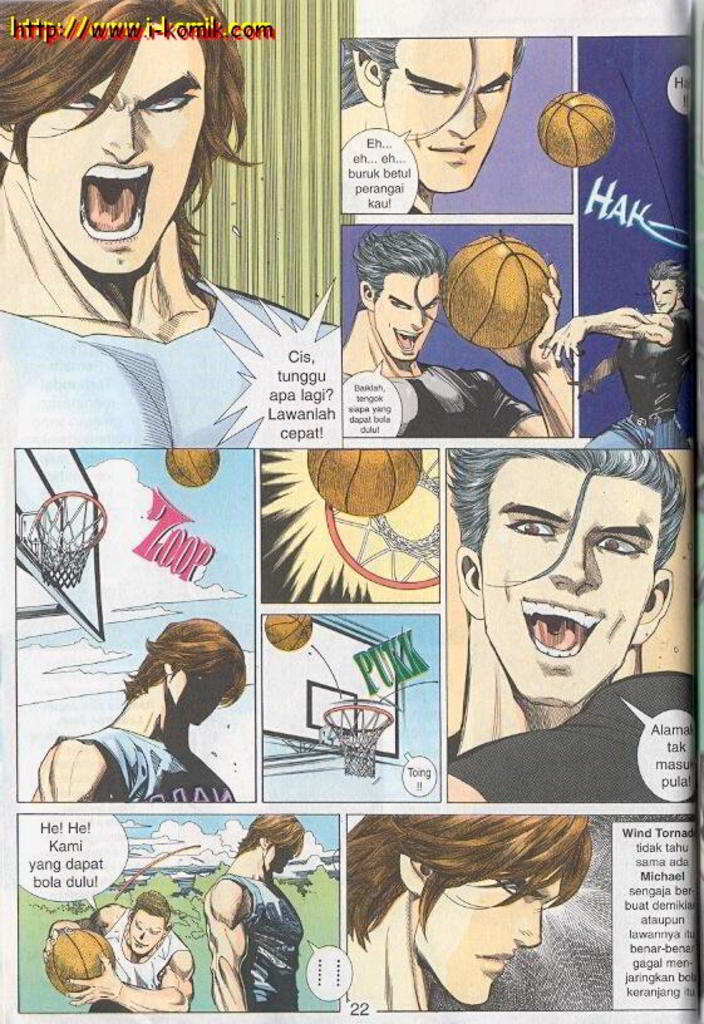 http://www.i-komik.com
Ha
!!
Eh...
eh... eh...
buruk betul
perangai
kau!
HAK
Cis,
tunggu
apa lagi?
Lawanlah
cepat!
Baiklah,
tengok
siapa yang
dapat bola
dulu!
TOOP
PUKK
Toing
!!
Alamak
tak
masuk
pula!
He! He!
Kami
yang dapat
bola dulu!
Wind Tornado
tidak tahu
sama ada
Michael
sengaja ber-
buat demikian
ataupun
lawannya itu
benar-benar
gagal men-
jaringkan bola
keranjang itu
22